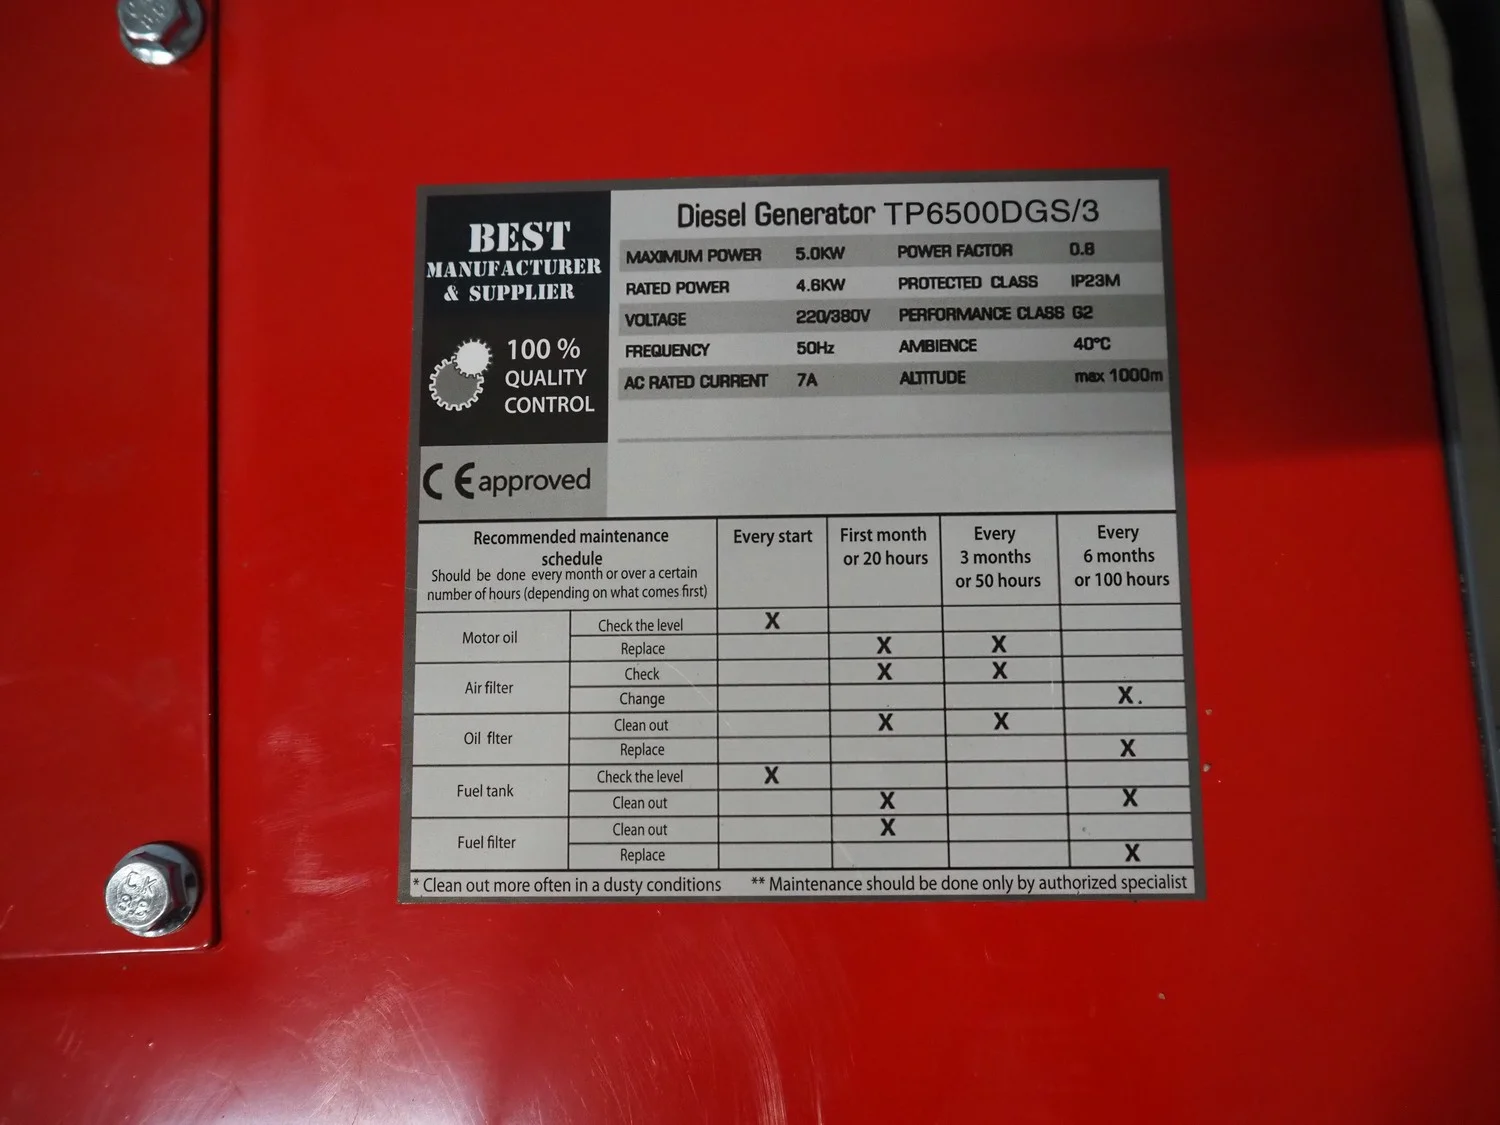 BEST
MANUFACTURER
& SUPPLIER
100 %
QUALITY
CONTROL
CE approved
Diesel Generator TP6500DGS/3
MAXIMUM POWER 5.0KW POWER FACTOR 0.8
RATED POWER 4.6KW PROTECTED CLASS IP23M
VOLTAGE 220/380V PERFORMANCE CLASS G2
FREQUENCY 50Hz AMBIENCE 40°C
AC RATED CURRENT 7A ALTITUDE max 1000m
Recommended maintenance
schedule
Should be done every month or over a certain
number of hours (depending on what comes first)
Every start
First month
or 20 hours
Every
3 months
or 50 hours
Every
6 months
or 100 hours
Motor oil
Check the level X
Replace X X
Air filter
Check X X
Change X.
Oil flter
Clean out X X
Replace X
Fuel tank
Check the level X
Clean out X X
Fuel filter
Clean out X
Replace X
* Clean out more often in a dusty conditions ** Maintenance should be done only by authorized specialist
CK
8.8